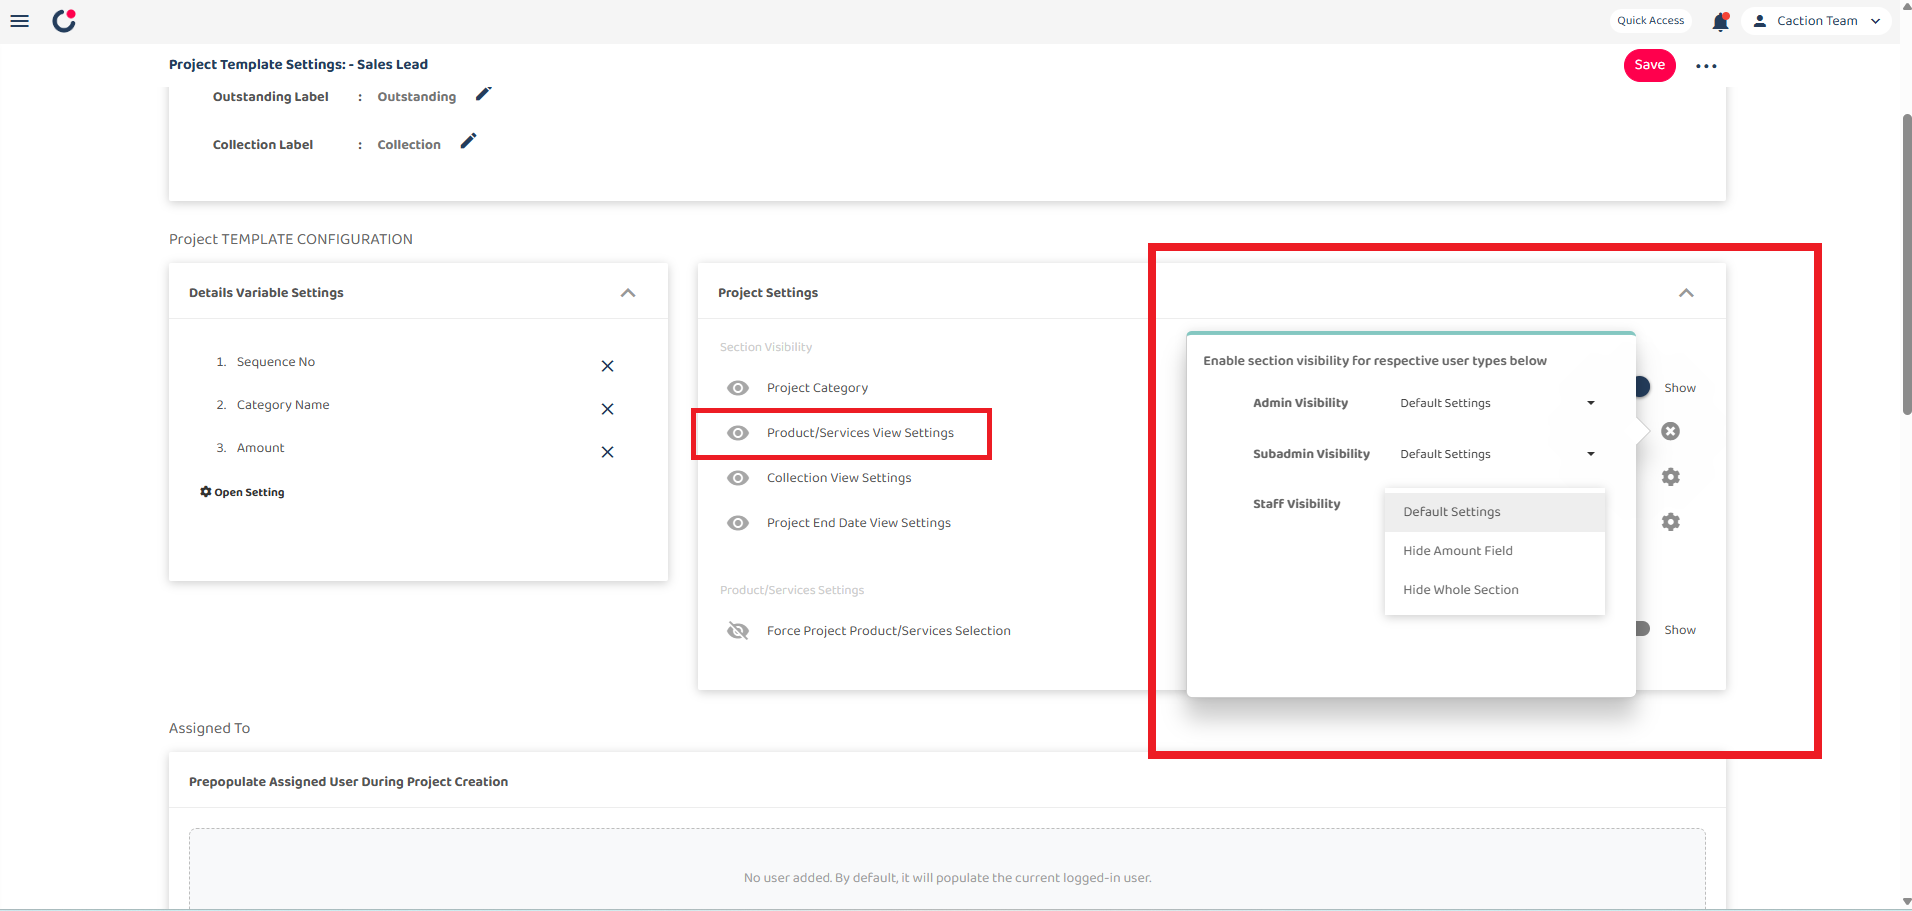 Quick Access
Caction Team
Project Template Settings: - Sales Lead
Save
Outstanding Label : Outstanding
Collection Label : Collection
Project TEMPLATE CONFIGURATION
Details Variable Settings
1. Sequence No
2. Category Name
3. Amount
Open Setting
Project Settings
Section Visibility
Project Category
Show
Product/Services View Settings
Collection View Settings
Project End Date View Settings
Product/Services Settings
Force Project Product/Services Selection
Show
Enable section visibility for respective user types below
Admin Visibility Default Settings
Subadmin Visibility Default Settings
Staff Visibility
Default Settings
Hide Amount Field
Hide Whole Section
Assigned To
Prepopulate Assigned User During Project Creation
No user added. By default, it will populate the current logged-in user.